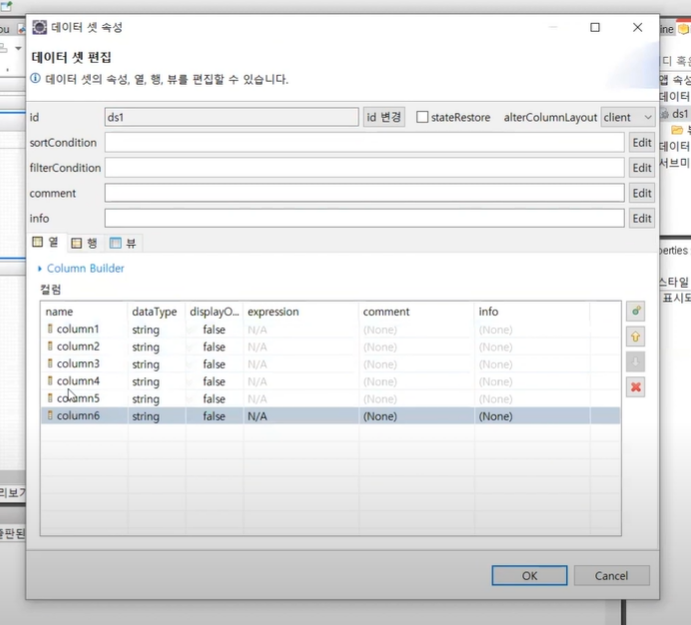 데이터 셋 속성
데이터 셋 편집
데이터 셋의 속성, 열, 행, 뷰를 편집할 수 있습니다.
id ds1 id 변경 stateRestore alterColumnLayout client
sortCondition Edit
filterCondition Edit
comment Edit
info Edit
열 행 뷰
Column Builder
컬럼
name dataType displayO... expression comment info
column1 string false N/A (None) (None)
column2 string false N/A (None) (None)
column3 string false N/A (None) (None)
column4 string false N/A (None) (None)
column5 string false N/A (None) (None)
column6 string false N/A (None) (None)
OK Cancel
ou
리보기
출판된
ine
디 혹은
앱 속성
데이터
ds1
뷰
데이터
서브미
perties
스타일
표시되